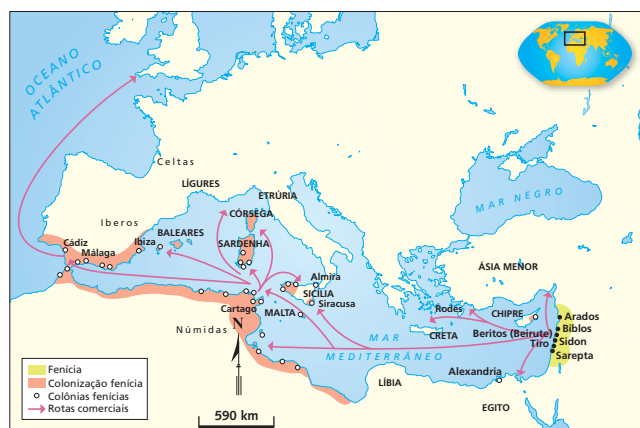 OCEANO
ATLÂNTICO
Celtas
LÍGURES
ETRÚRIA
CÓRSEGA
Iberos
BALEARES
Ibiza
SARDENHA
Cádiz
Málaga
MAR NEGRO
ÁSIA MENOR
Almira
SICÍLIA
Siracusa
Cartago
MALTA
Númidas
N
Rodes
CHIPRE
CRETA
Arados
Biblos
Beritos (Beirute)
Sidon
Tiro
Sarepta
MAR
MEDITERRÂNEO
LÍBIA
Alexandria
EGITO
Fenícia
Colonização fenícia
Colônias fenícias
Rotas comerciais
590 km